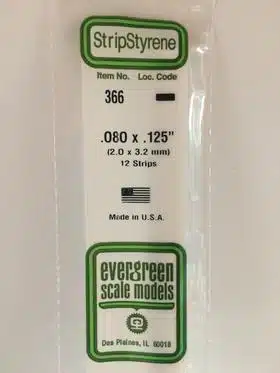 StripStyrene
Item No. Loc. Code
366
.080 x .125"
(2.0 x 3.2 mm)
12 Strips
Made in U.S.A.
evergreen
scale models
Des Plaines, IL 60018